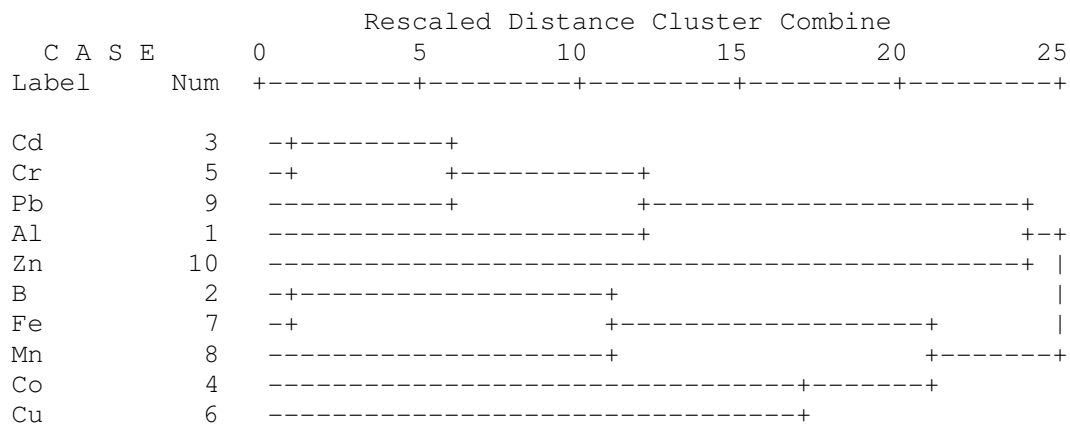 Rescaled Distance Cluster Combine
C A S E 0 5 10 15 20 25
Label Num +---------+---------+---------+---------+---------+
Cd 3 -+---------+
Cr 5 -+ +-----------+
Pb 9 -----------+ +-----------------------+
Al 1 -----------------------+ +-+
Zn 10 -----------------------------------------------+ |
B 2 -+-------------------+ |
Fe 7 -+ +-------------------+ |
Mn 8 ---------------------+ +-------+
Co 4 ---------------------------------+-------+
Cu 6 ---------------------------------+